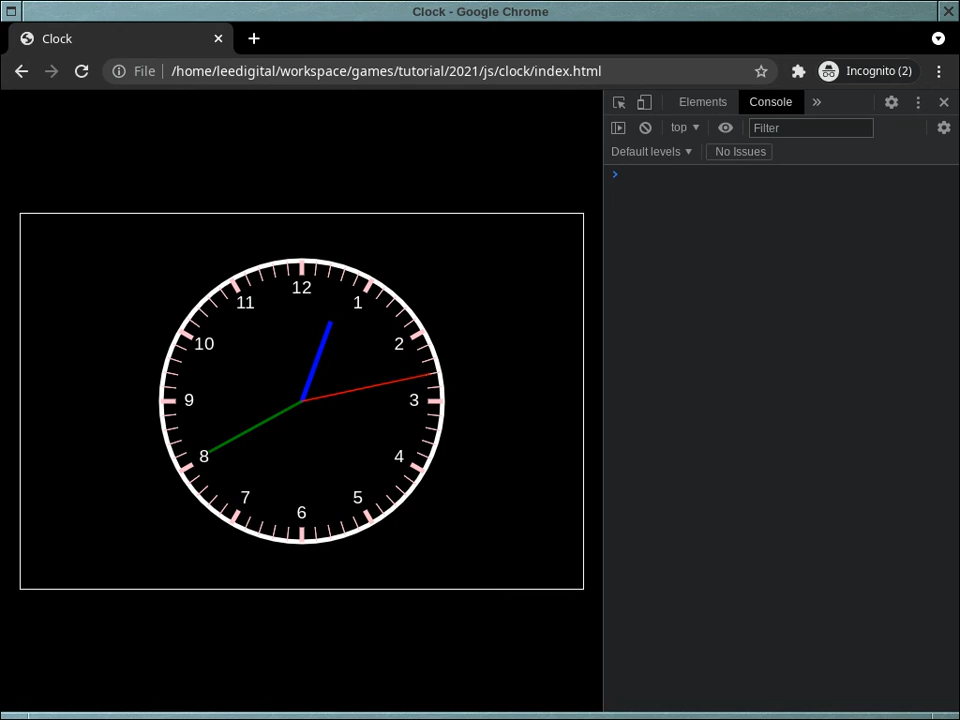 Clock - Google Chrome
Clock
File /home/leedigital/workspace/games/tutorial/2021/js/clock/index.html Incognito (2)
Elements Console
top Filter
Default levels No Issues
12
11 1
10 2
9 3
8 4
7 5
6